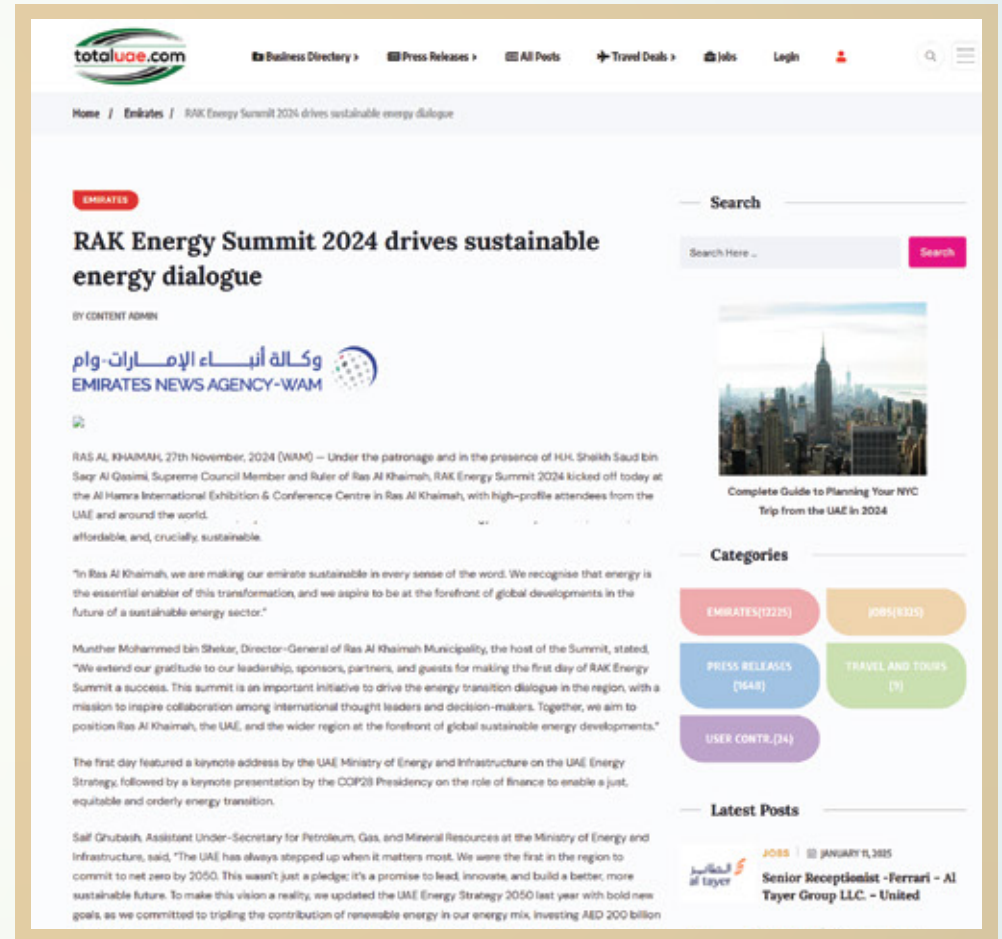 totaluae.com
Business Directory > Press Releases > All Posts Travel Deals > Jobs Login
Home / Emirates / RAK Energy Summit 2024 drives sustainable energy dialogue
EMIRATES
RAK Energy Summit 2024 drives sustainable
energy dialogue
BY CONTENT ADMIN
وكالة أنبـــاء الإمـــارات-وام
EMIRATES NEWS AGENCY-WAM
RAS AL KHAIMAH, 27th November, 2024 (WAM) — Under the patronage and in the presence of H.H. Sheikh Saud bin
Saqr Al Qasimi, Supreme Council Member and Ruler of Ras Al Khaimah, RAK Energy Summit 2024 kicked off today at
the Al Hamra International Exhibition & Conference Centre in Ras Al Khaimah, with high-profile attendees from the
UAE and around the world.
affordable, and, crucially, sustainable.
"In Ras Al Khaimah, we are making our emirate sustainable in every sense of the word. We recognise that energy is
the essential enabler of this transformation, and we aspire to be at the forefront of global developments in the
future of a sustainable energy sector."
Munther Mohammed bin Shekar, Director-General of Ras Al Khaimah Municipality, the host of the Summit, stated,
"We extend our gratitude to our leadership, sponsors, partners, and guests for making the first day of RAK Energy
Summit a success. This summit is an important initiative to drive the energy transition dialogue in the region, with a
mission to inspire collaboration among international thought leaders and decision-makers. Together, we aim to
position Ras Al Khaimah, the UAE, and the wider region at the forefront of global sustainable energy developments."
The first day featured a keynote address by the UAE Ministry of Energy and Infrastructure on the UAE Energy
Strategy, followed by a keynote presentation by the COP28 Presidency on the role of finance to enable a just,
equitable and orderly energy transition.
Saif Ghubash, Assistant Under-Secretary for Petroleum, Gas, and Mineral Resources at the Ministry of Energy and
Infrastructure, said, "The UAE has always stepped up when it matters most. We were the first in the region to
commit to net zero by 2050. This wasn't just a pledge; it's a promise to lead, innovate, and build a better, more
sustainable future. To make this vision a reality, we updated the UAE Energy Strategy 2050 last year with bold new
goals, as we committed to tripling the contribution of renewable energy in our energy mix, investing AED 200 billion
Search
Search Here ... Search
Complete Guide to Planning Your NYC
Trip from the UAE in 2024
Categories
EMIRATES(12225) JOBS(8325)
PRESS RELEASES
(1648)
TRAVEL AND TOURS
(9)
USER CONTR.(24)
Latest Posts
الطاير
al tayer
JOBS JANUARY 11, 2025
Senior Receptionist -Ferrari - Al
Tayer Group LLC. - United